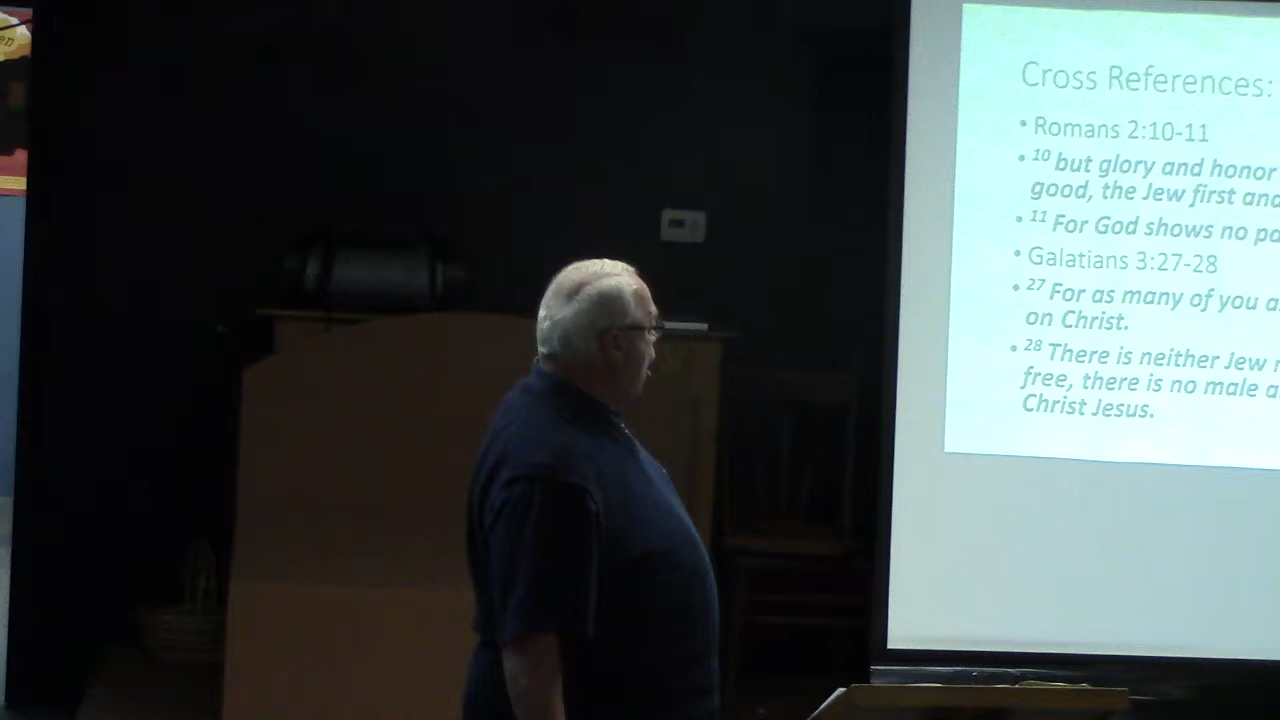 Cross References:
• Romans 2:10-11
• 10 but glory and honor
good, the Jew first and
• 11 For God shows no pa
• Galatians 3:27-28
• 27 For as many of you a
on Christ.
• 28 There is neither Jew
free, there is no male a
Christ Jesus.